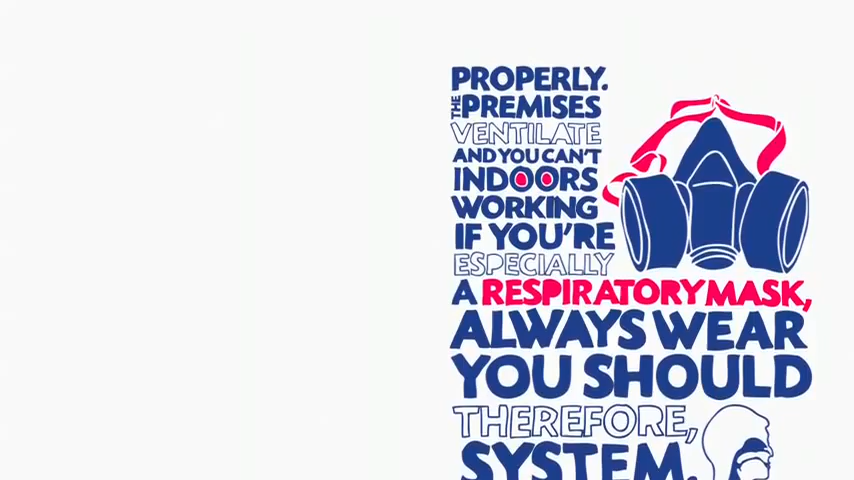 PROPERLY.
THE PREMISES
VENTILATE
AND YOU CAN'T
INDOORS
WORKING
IF YOU'RE
ESPECIALLY
A RESPIRATORY MASK,
ALWAYS WEAR
YOU SHOULD
THEREFORE,
SYSTEM.